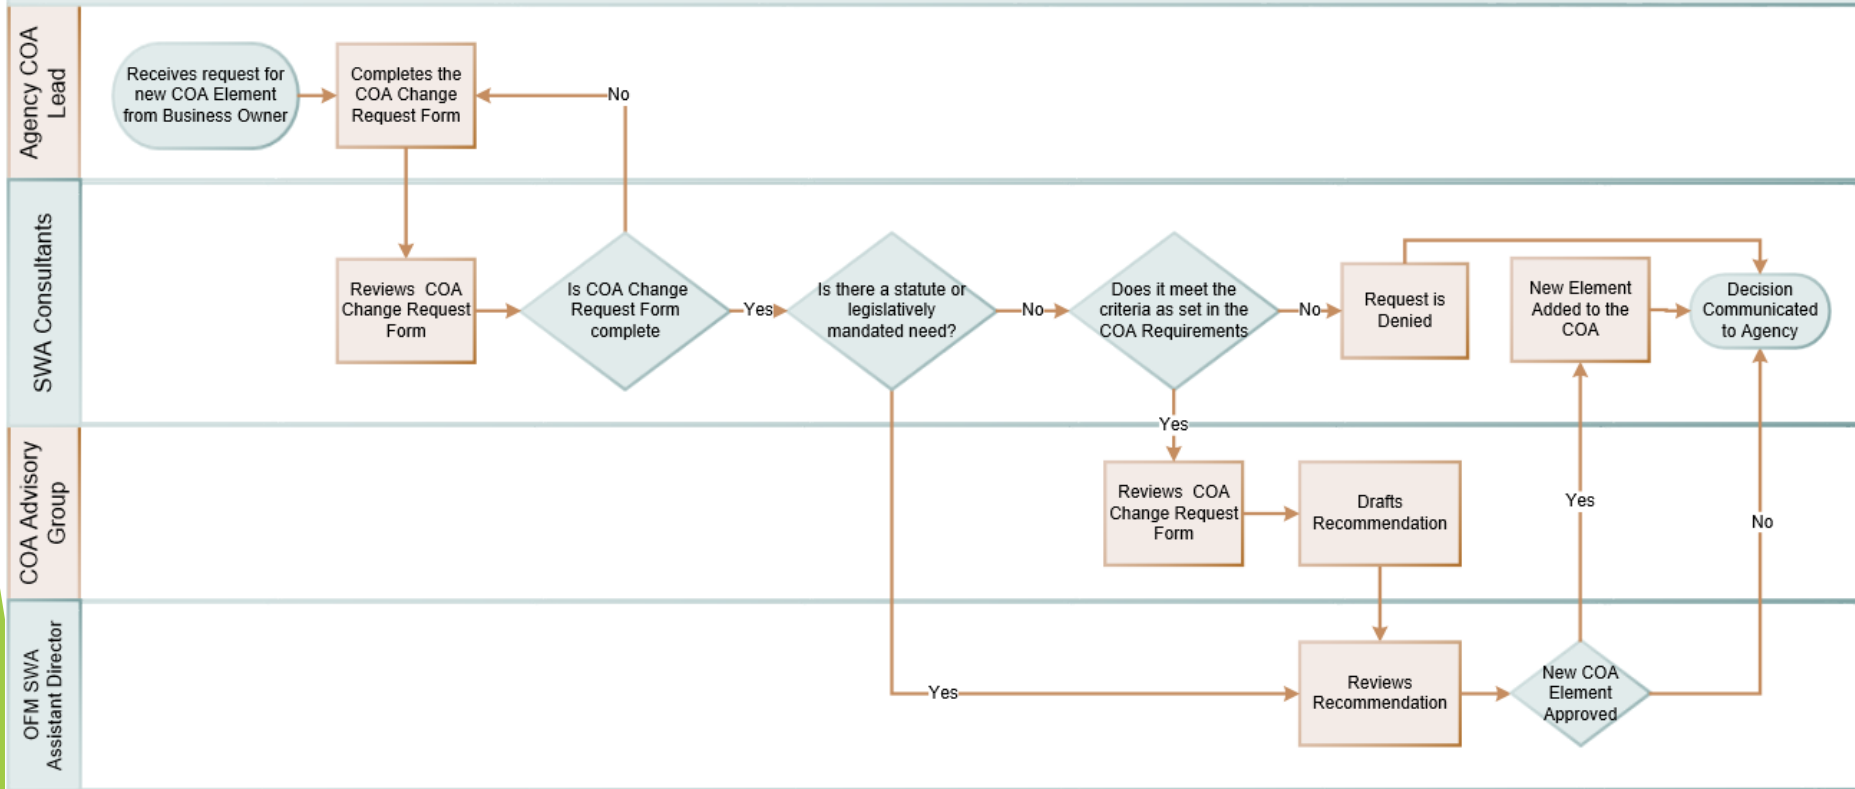 Agency COA
Lead
Receives request for
new COA Element
from Business Owner
Completes the
COA Change
Request Form
No
SWA Consultants
Reviews COA
Change Request
Form
Is COA Change
Request Form
complete
Yes
Is there a statute or
legislatively
mandated need?
No
Does it meet the
criteria as set in the
COA Requirements
No
Request is
Denied
New Element
Added to the
COA
Decision
Communicated
to Agency
Yes
COA Advisory
Group
Reviews COA
Change Request
Form
Drafts
Recommendation
Yes
No
OFM SWA
Assistant Director
Yes
Reviews
Recommendation
New COA
Element
Approved